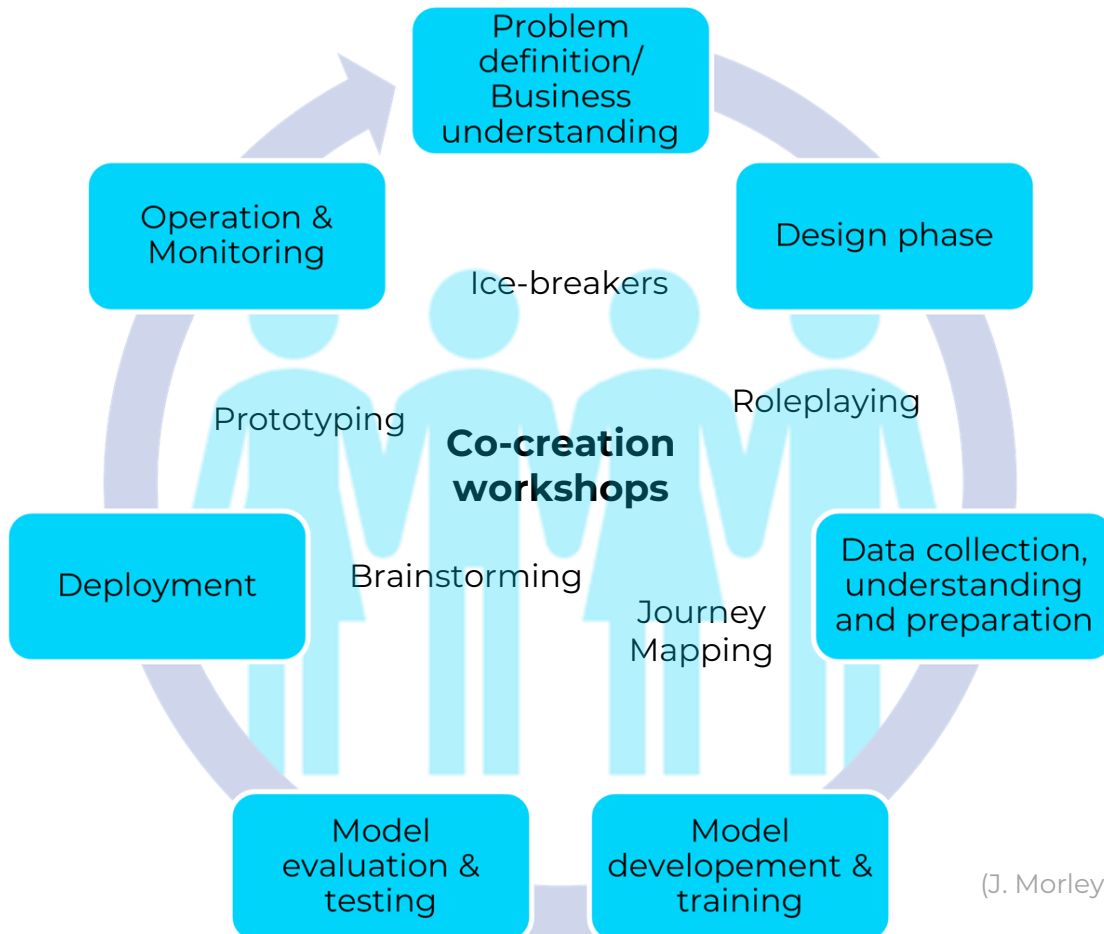 Problem
definition/
Business
understanding
Operation &
Monitoring
Design phase
Ice-breakers
Prototyping
Roleplaying
Co-creation
workshops
Deployment
Brainstorming
Journey
Mapping
Data collection,
understanding
and preparation
Model
evaluation &
testing
Model
developement &
training
(J. Morley